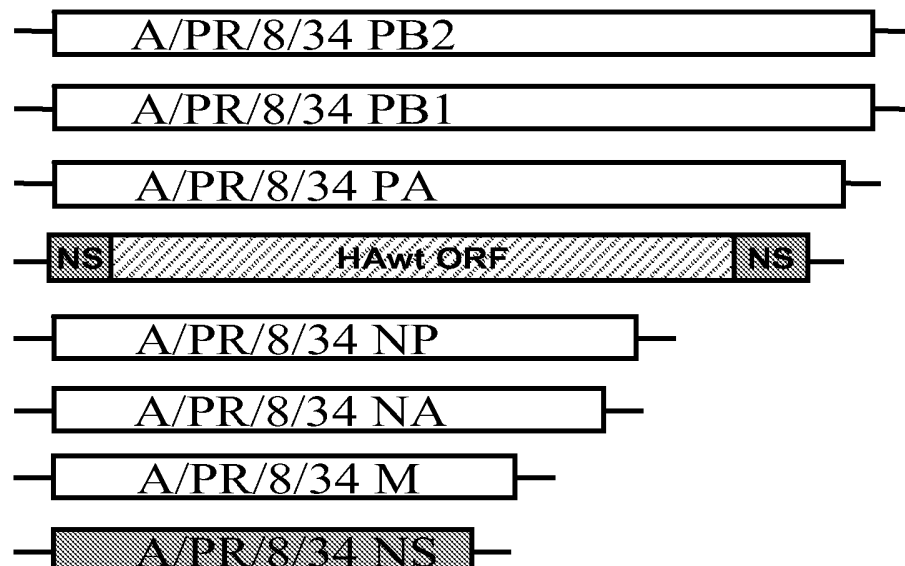 A/PR/8/34 PB2
A/PR/8/34 PB1
A/PR/8/34 PA
NS HAwt ORF NS
A/PR/8/34 NP
A/PR/8/34 NA
A/PR/8/34 M
A/PR/8/34 NS